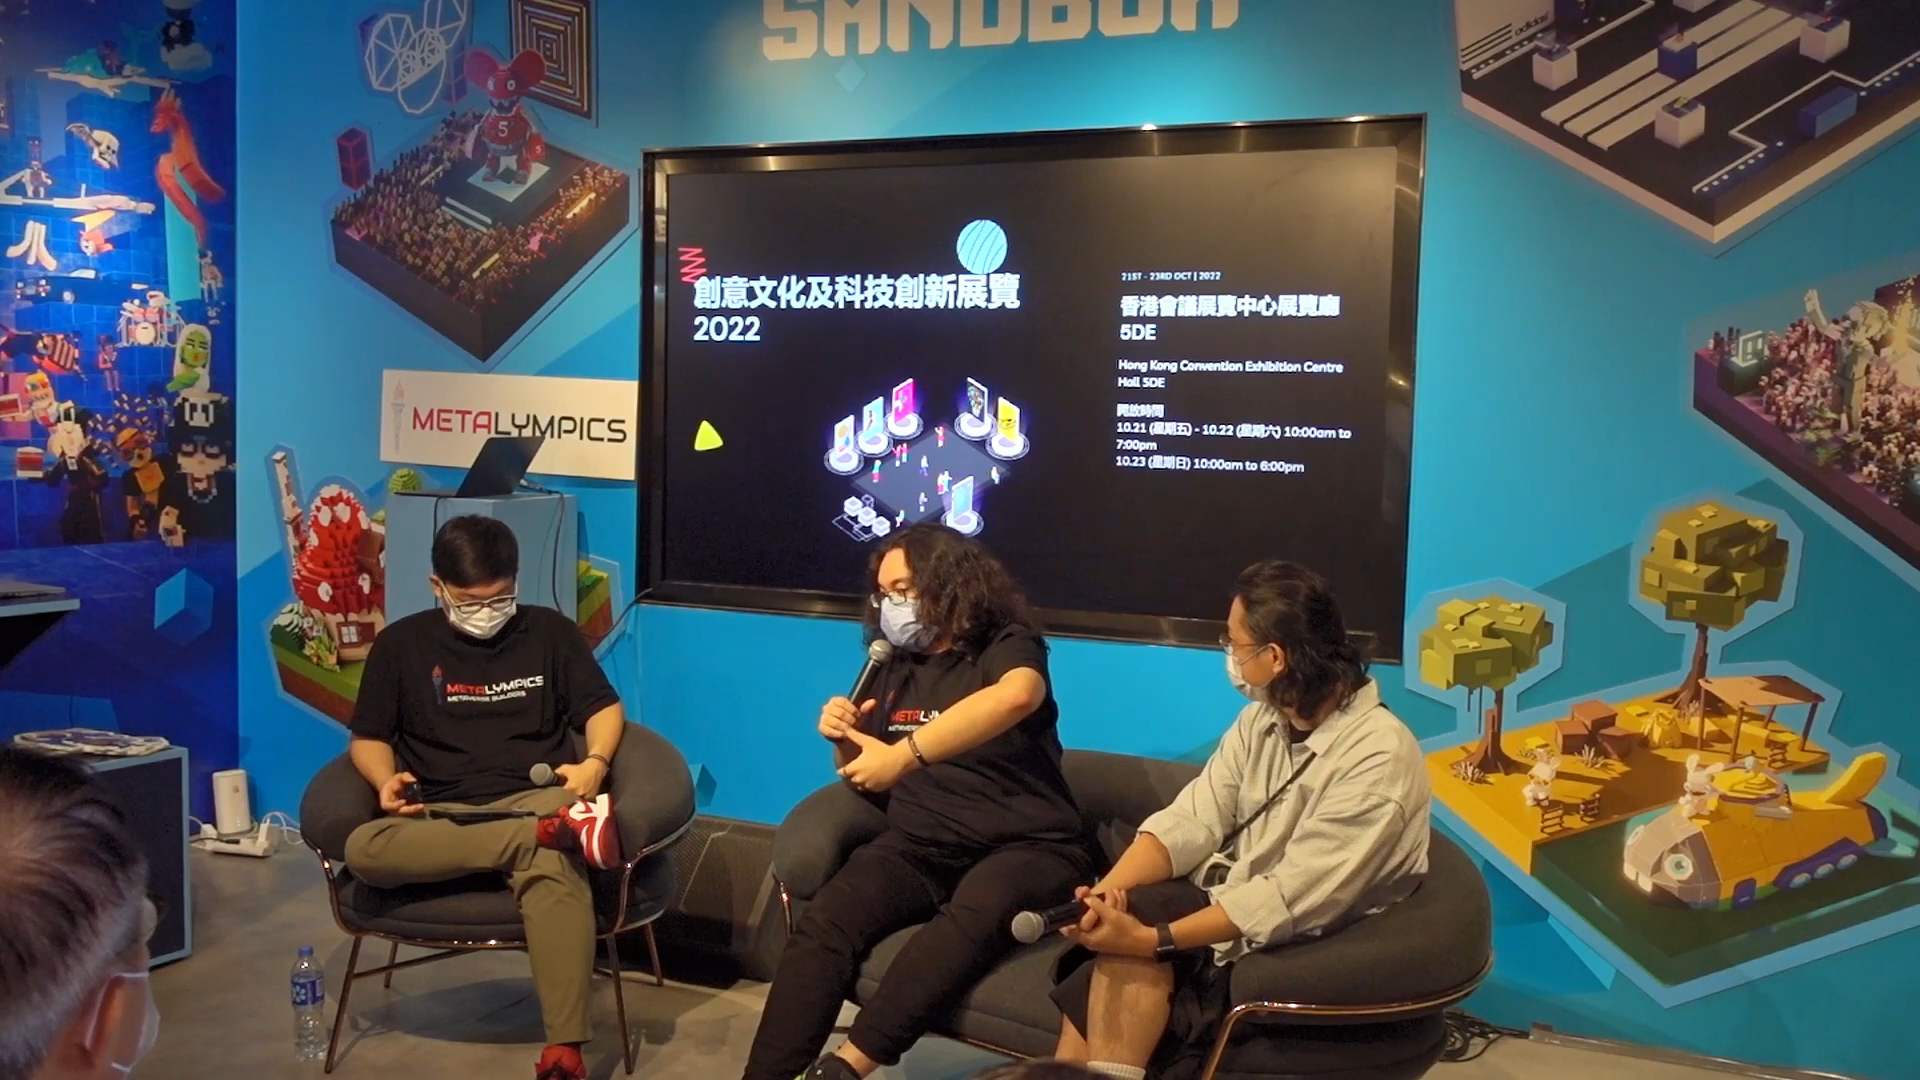 SANDBOX
adidas
5
創意文化及科技創新展覽
2022
21ST - 23RD OCT | 2022
香港會議展覽中心展覽廳
5DE
Hong Kong Convention Exhibition Centre
Hall 5DE
開放時間
10.21 (星期五) - 10.22 (星期六) 10:00am to
7:00pm
10.23 (星期日) 10:00am to 6:00pm
METALYMPICS
METALYMPICS
METAVERSE BUILDERS